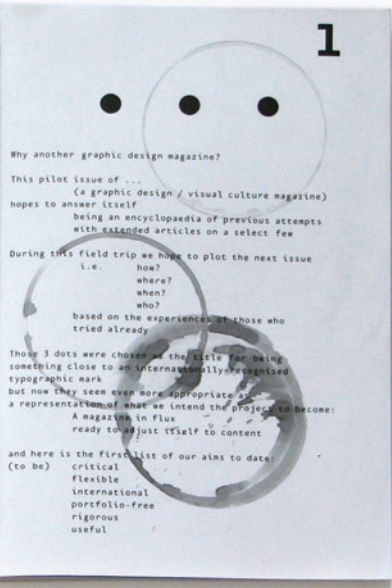 1
● ● ●
Why another graphic design magazine?
This pilot issue of ...
(a graphic design / visual culture magazine)
hopes to answer itself
being an encyclopaedia of previous attempts
with extended articles on a select few
During this field trip we hope to plot the next issue
i.e. how?
where?
when?
who?
based on the experiences of those who
tried already
Those 3 dots were chosen as the title for being
something close to an internationally-recognised
typographic mark
but now they seem even more appropriate as
a representation of what we intend the project to become:
A magazine in flux
ready to adjust itself to content
and here is the first list of our aims to date:
(to be) critical
flexible
international
portfolio-free
rigorous
useful